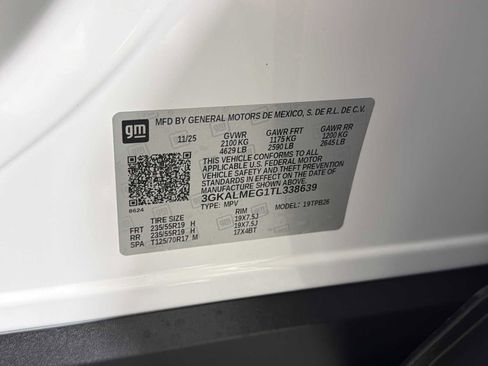 gm
MFD BY GENERAL MOTORS DE MEXICO, S. DE R.L. DE C.V.
11/25 GVWR GAWR FRT GAWR RR
2100 KG 1175 KG 1200 KG
4629 LB 2590 LB 2645 LB
THIS VEHICLE CONFORMS TO ALL
APPLICABLE U.S. FEDERAL MOTOR
VEHICLE SAFETY AND THEFT PREVENTION
STANDARDS IN EFFECT ON THE DATE OF
MANUFACTURE SHOWN ABOVE.
3GKALMEG1TL338639
8624
TYPE: MPV 19TPB26
TIRE SIZE RIM
FRT 235/55R19 H 19X7.5J
RR 235/55R19 H 19X7.5J
SPA T125/70R17 M 17X4BT